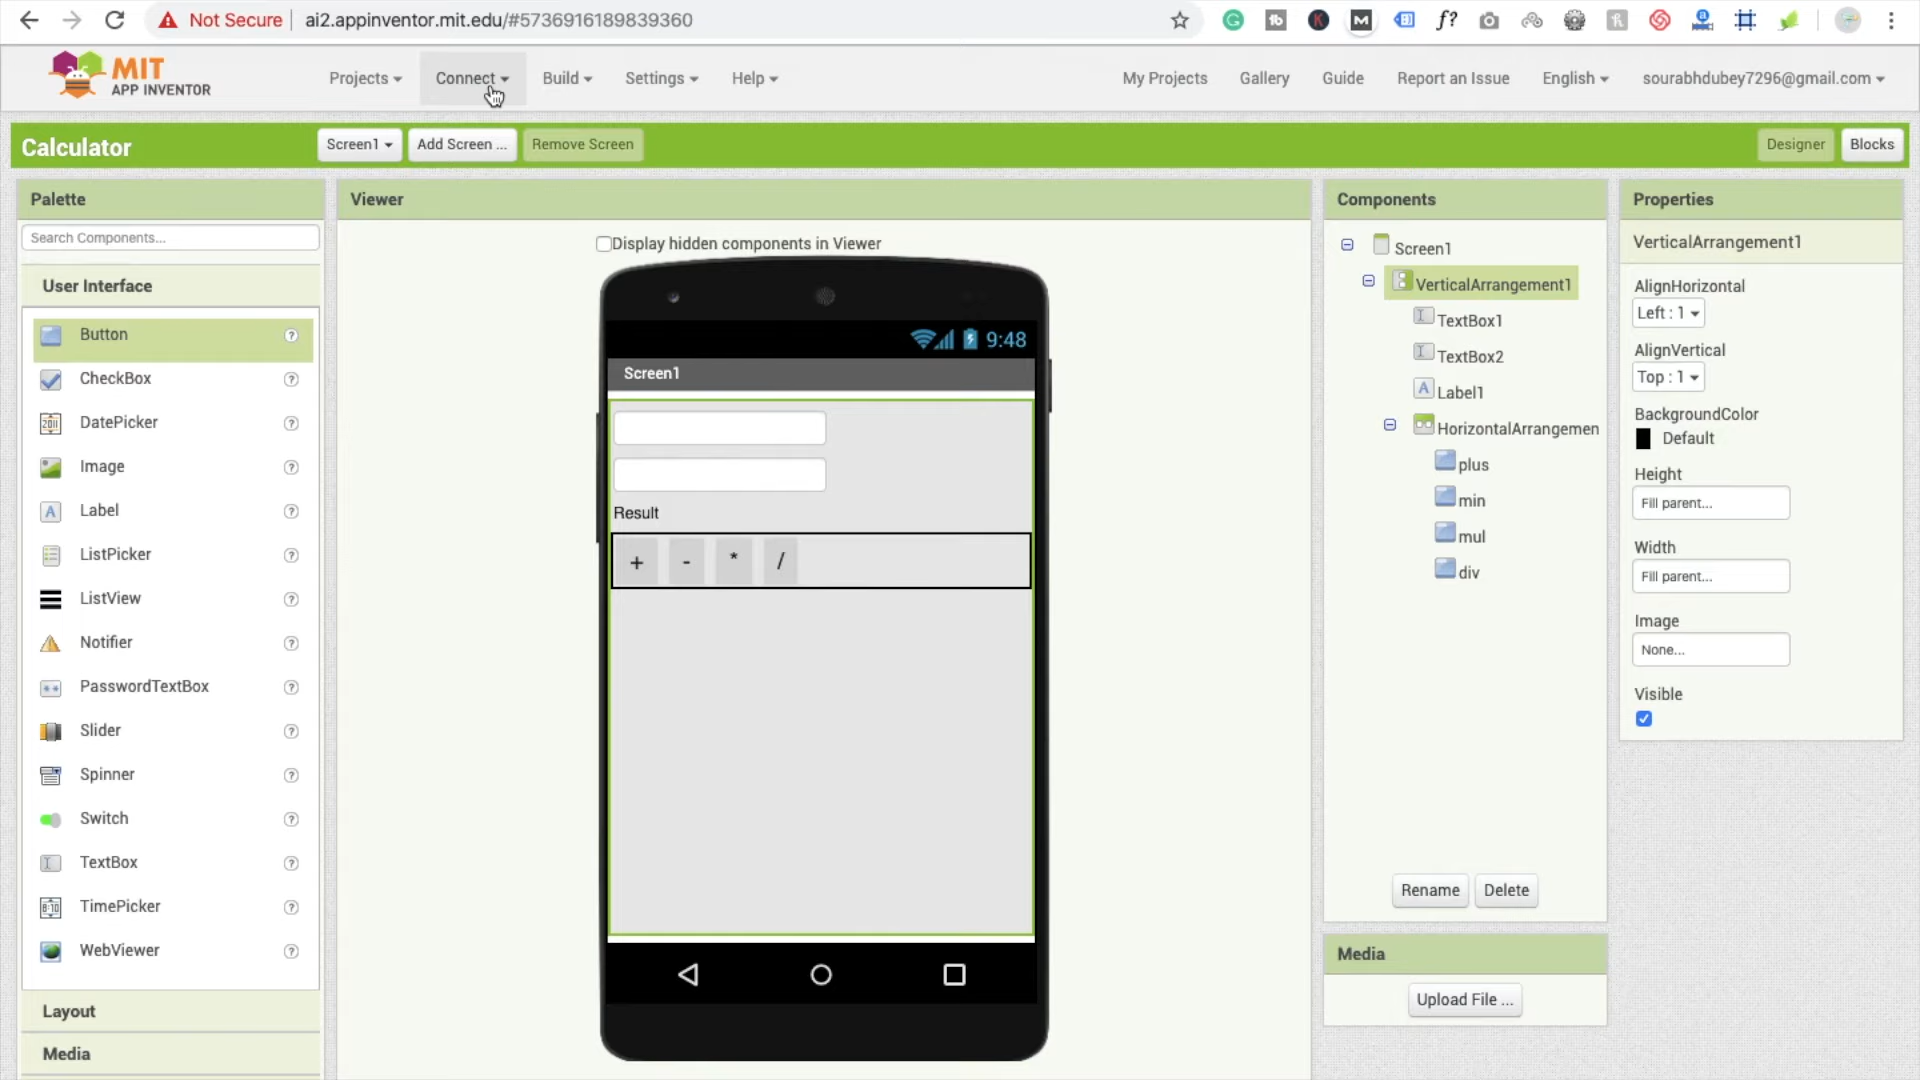 Not Secure
ai2.appinventor.mit.edu/#5736916189839360
MIT
APP INVENTOR
Projects
Connect
Build
Settings
Help
My Projects
Gallery
Guide
Report an Issue
English
sourabhdubey7296@gmail.com
Calculator
Screen1
Add Screen ...
Remove Screen
Designer
Blocks
Palette
Search Components...
User Interface
Button
CheckBox
DatePicker
Image
Label
ListPicker
ListView
Notifier
PasswordTextBox
Slider
Spinner
Switch
TextBox
TimePicker
WebViewer
Layout
Media
Viewer
Display hidden components in Viewer
9:48
Screen1
Result
+ - * /
Components
Screen1
VerticalArrangement1
TextBox1
TextBox2
Label1
HorizontalArrangemen
plus
min
mul
div
Rename
Delete
Media
Upload File ...
Properties
VerticalArrangement1
AlignHorizontal
Left : 1
AlignVertical
Top : 1
BackgroundColor
Default
Height
Fill parent...
Width
Fill parent...
Image
None...
Visible